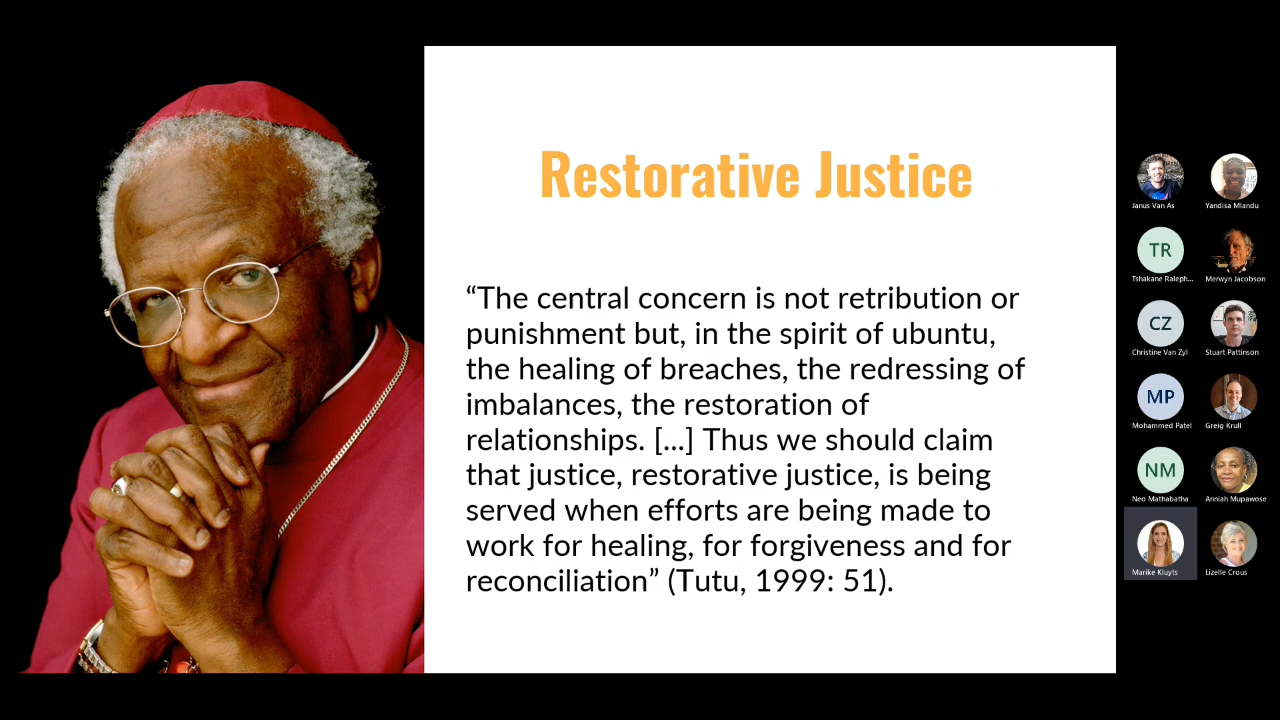 Restorative Justice
“The central concern is not retribution or
punishment but, in the spirit of ubuntu,
the healing of breaches, the redressing of
imbalances, the restoration of
relationships. [...] Thus we should claim
that justice, restorative justice, is being
served when efforts are being made to
work for healing, for forgiveness and for
reconciliation” (Tutu, 1999: 51).
Janus Van As
Yandisa Mlandu
TR
Tshakane Raleph...
Merwyn Jacobson
CZ
Christine Van Zyl
Stuart Pattinson
MP
Mohammed Patel
Greig Krull
NM
Neo Mathabatha
Anniah Mupawose
Marike Kluyts
Lizelle Crous